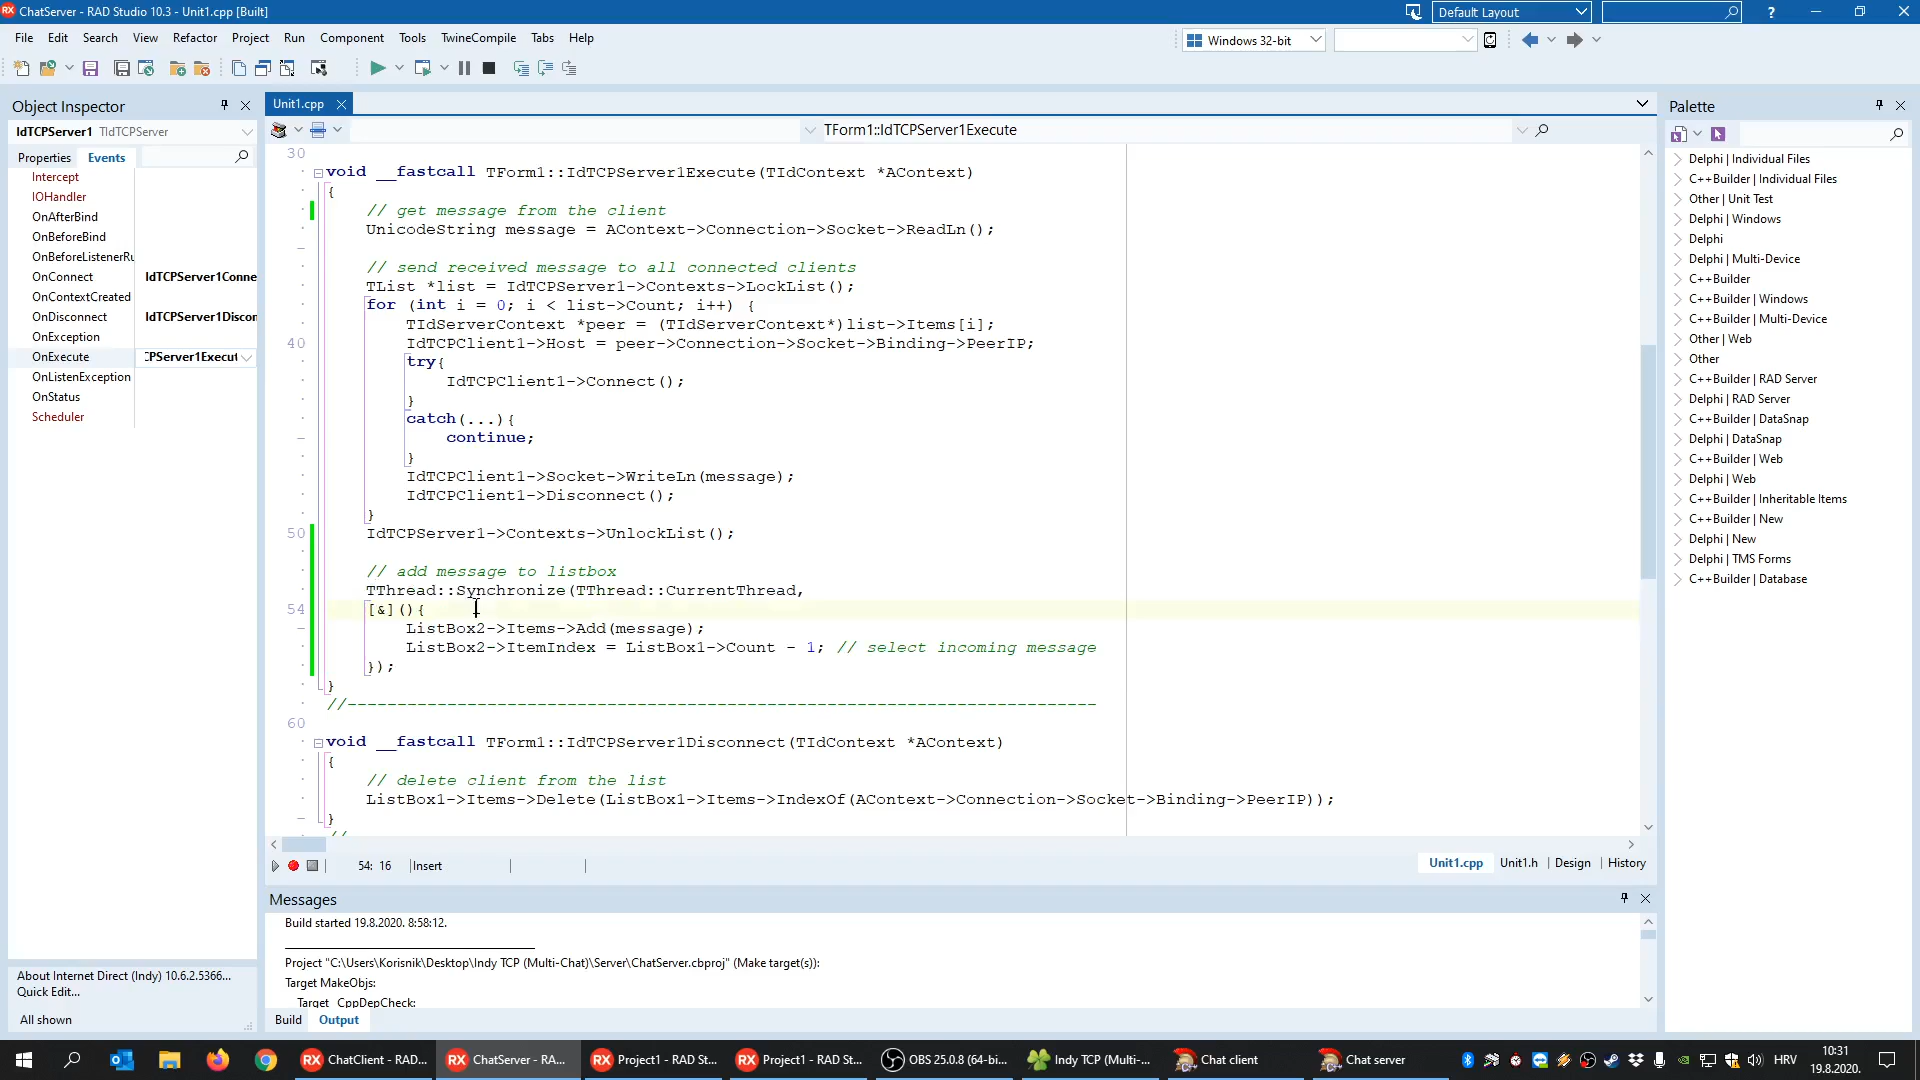 ChatServer - RAD Studio 10.3 - Unit1.cpp [Built]
Default Layout
?
File Edit Search View Refactor Project Run Component Tools TwineCompile Tabs Help
Windows 32-bit
Object Inspector
IdTCPServer1 TIdTCPServer
Properties Events
Intercept
IOHandler
OnAfterBind
OnBeforeBind
OnBeforeListenerRu
OnConnect IdTCPServer1Conne
OnContextCreated
OnDisconnect IdTCPServer1Discon
OnException
OnExecute CPServer1Execut
OnListenException
OnStatus
Scheduler
About Internet Direct (Indy) 10.6.2.5366...
Quick Edit...
All shown
Unit1.cpp
TForm1::IdTCPServer1Execute
30
void __fastcall TForm1::IdTCPServer1Execute(TIdContext *AContext)
{
// get message from the client
UnicodeString message = AContext->Connection->Socket->ReadLn();
// send received message to all connected clients
TList *list = IdTCPServer1->Contexts->LockList();
for (int i = 0; i < list->Count; i++) {
TIdServerContext *peer = (TIdServerContext*)list->Items[i];
40 IdTCPClient1->Host = peer->Connection->Socket->Binding->PeerIP;
try{
IdTCPClient1->Connect();
}
catch(...){
continue;
}
IdTCPClient1->Socket->WriteLn(message);
IdTCPClient1->Disconnect();
}
50 IdTCPServer1->Contexts->UnlockList();
// add message to listbox
TThread::Synchronize(TThread::CurrentThread,
54 [&](){
ListBox2->Items->Add(message);
ListBox2->ItemIndex = ListBox1->Count - 1; // select incoming message
});
}
//---------------------------------------------------------------------------
60
void __fastcall TForm1::IdTCPServer1Disconnect(TIdContext *AContext)
{
// delete client from the list
ListBox1->Items->Delete(ListBox1->Items->IndexOf(AContext->Connection->Socket->Binding->PeerIP));
}
//
54: 16 Insert
Unit1.cpp Unit1.h Design History
Messages
Build started 19.8.2020. 8:58:12.
Project "C:\Users\Korisnik\Desktop\Indy TCP (Multi-Chat)\Server\ChatServer.cbproj" (Make target(s)):
Target MakeObjs:
Target _CppDepCheck:
Build Output
Palette
Delphi | Individual Files
C++Builder | Individual Files
Other | Unit Test
Delphi | Windows
Delphi
Delphi | Multi-Device
C++Builder
C++Builder | Windows
C++Builder | Multi-Device
Other | Web
Other
C++Builder | RAD Server
Delphi | RAD Server
C++Builder | DataSnap
Delphi | DataSnap
C++Builder | Web
Delphi | Web
C++Builder | Inheritable Items
C++Builder | New
Delphi | New
Delphi | TMS Forms
C++Builder | Database
RX ChatClient - RAD...
RX ChatServer - RA...
RX Project1 - RAD St...
RX Project1 - RAD St...
OBS 25.0.8 (64-bi...
Indy TCP (Multi-...
Chat client
Chat server
HRV
10:31
19.8.2020.